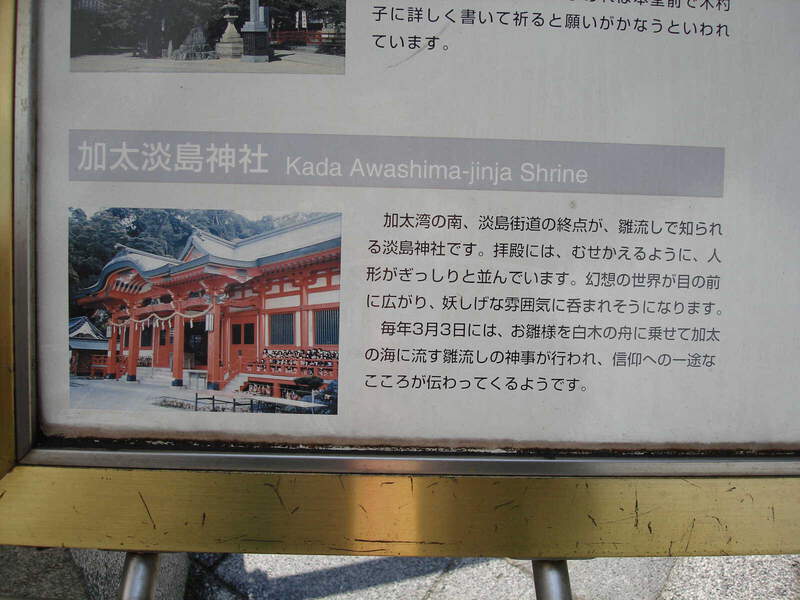 子に詳しく書いて祈ると願いがかなうといわれ
ています。
加太淡島神社 Kada Awashima-jinja Shrine
加太湾の南、淡島街道の終点が、雛流しで知られ
る淡島神社です。拝殿には、むせかえるように、人
形がぎっしりと並んでいます。幻想の世界が目の前
に広がり、妖しげな雰囲気に呑まれそうになります。
毎年3月3日には、お雛様を白木の舟に乗せて加太
の海に流す雛流しの神事が行われ、信仰への一途な
こころが伝わってくるようです。